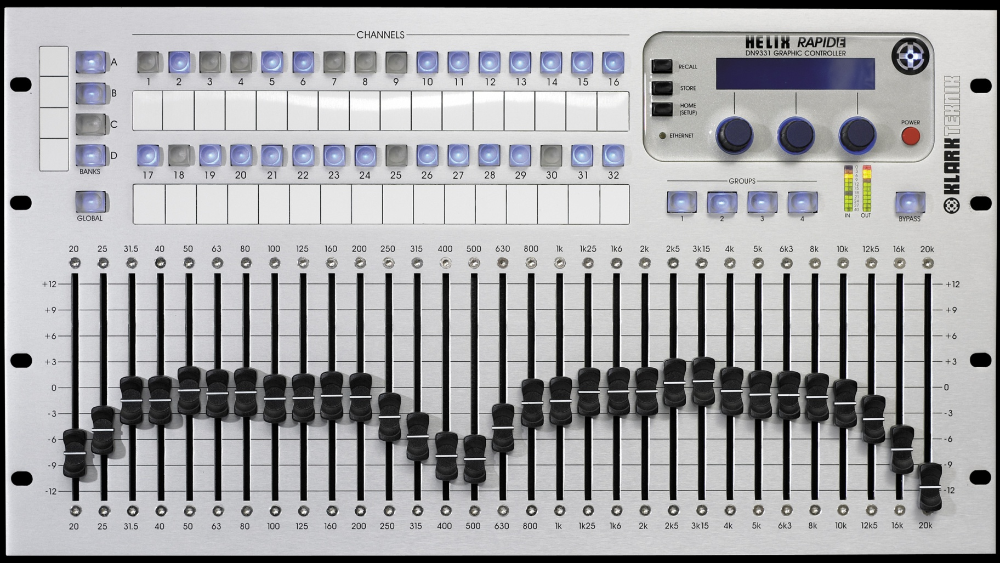 CHANNELS
A
1 2 3 4 5 6 7 8 9 10 11 12 13 14 15 16
B
C
D
BANKS
17 18 19 20 21 22 23 24 25 26 27 28 29 30 31 32
GLOBAL
HELIX RAPIDE
DN9331 GRAPHIC CONTROLLER
RECALL
STORE
HOME
(SETUP)
ETHERNET
POWER
KLARK TEKNIK
GROUPS
1 2 3 4
0
3
6
9
12
15
18
21
24
27
40
IN OUT
BYPASS
20 25 31.5 40 50 63 80 100 125 160 200 250 315 400 500 630 800 1k 1k25 1k6 2k 2k5 3k15 4k 5k 6k3 8k 10k 12k5 16k 20k
+12 +12
+9 +9
+6 +6
+3 +3
0 0
-3 -3
-6 -6
-9 -9
-12 -12
20 25 31.5 40 50 63 80 100 125 160 200 250 315 400 500 630 800 1k 1k25 1k6 2k 2k5 3k15 4k 5k 6k3 8k 10k 12k5 16k 20k